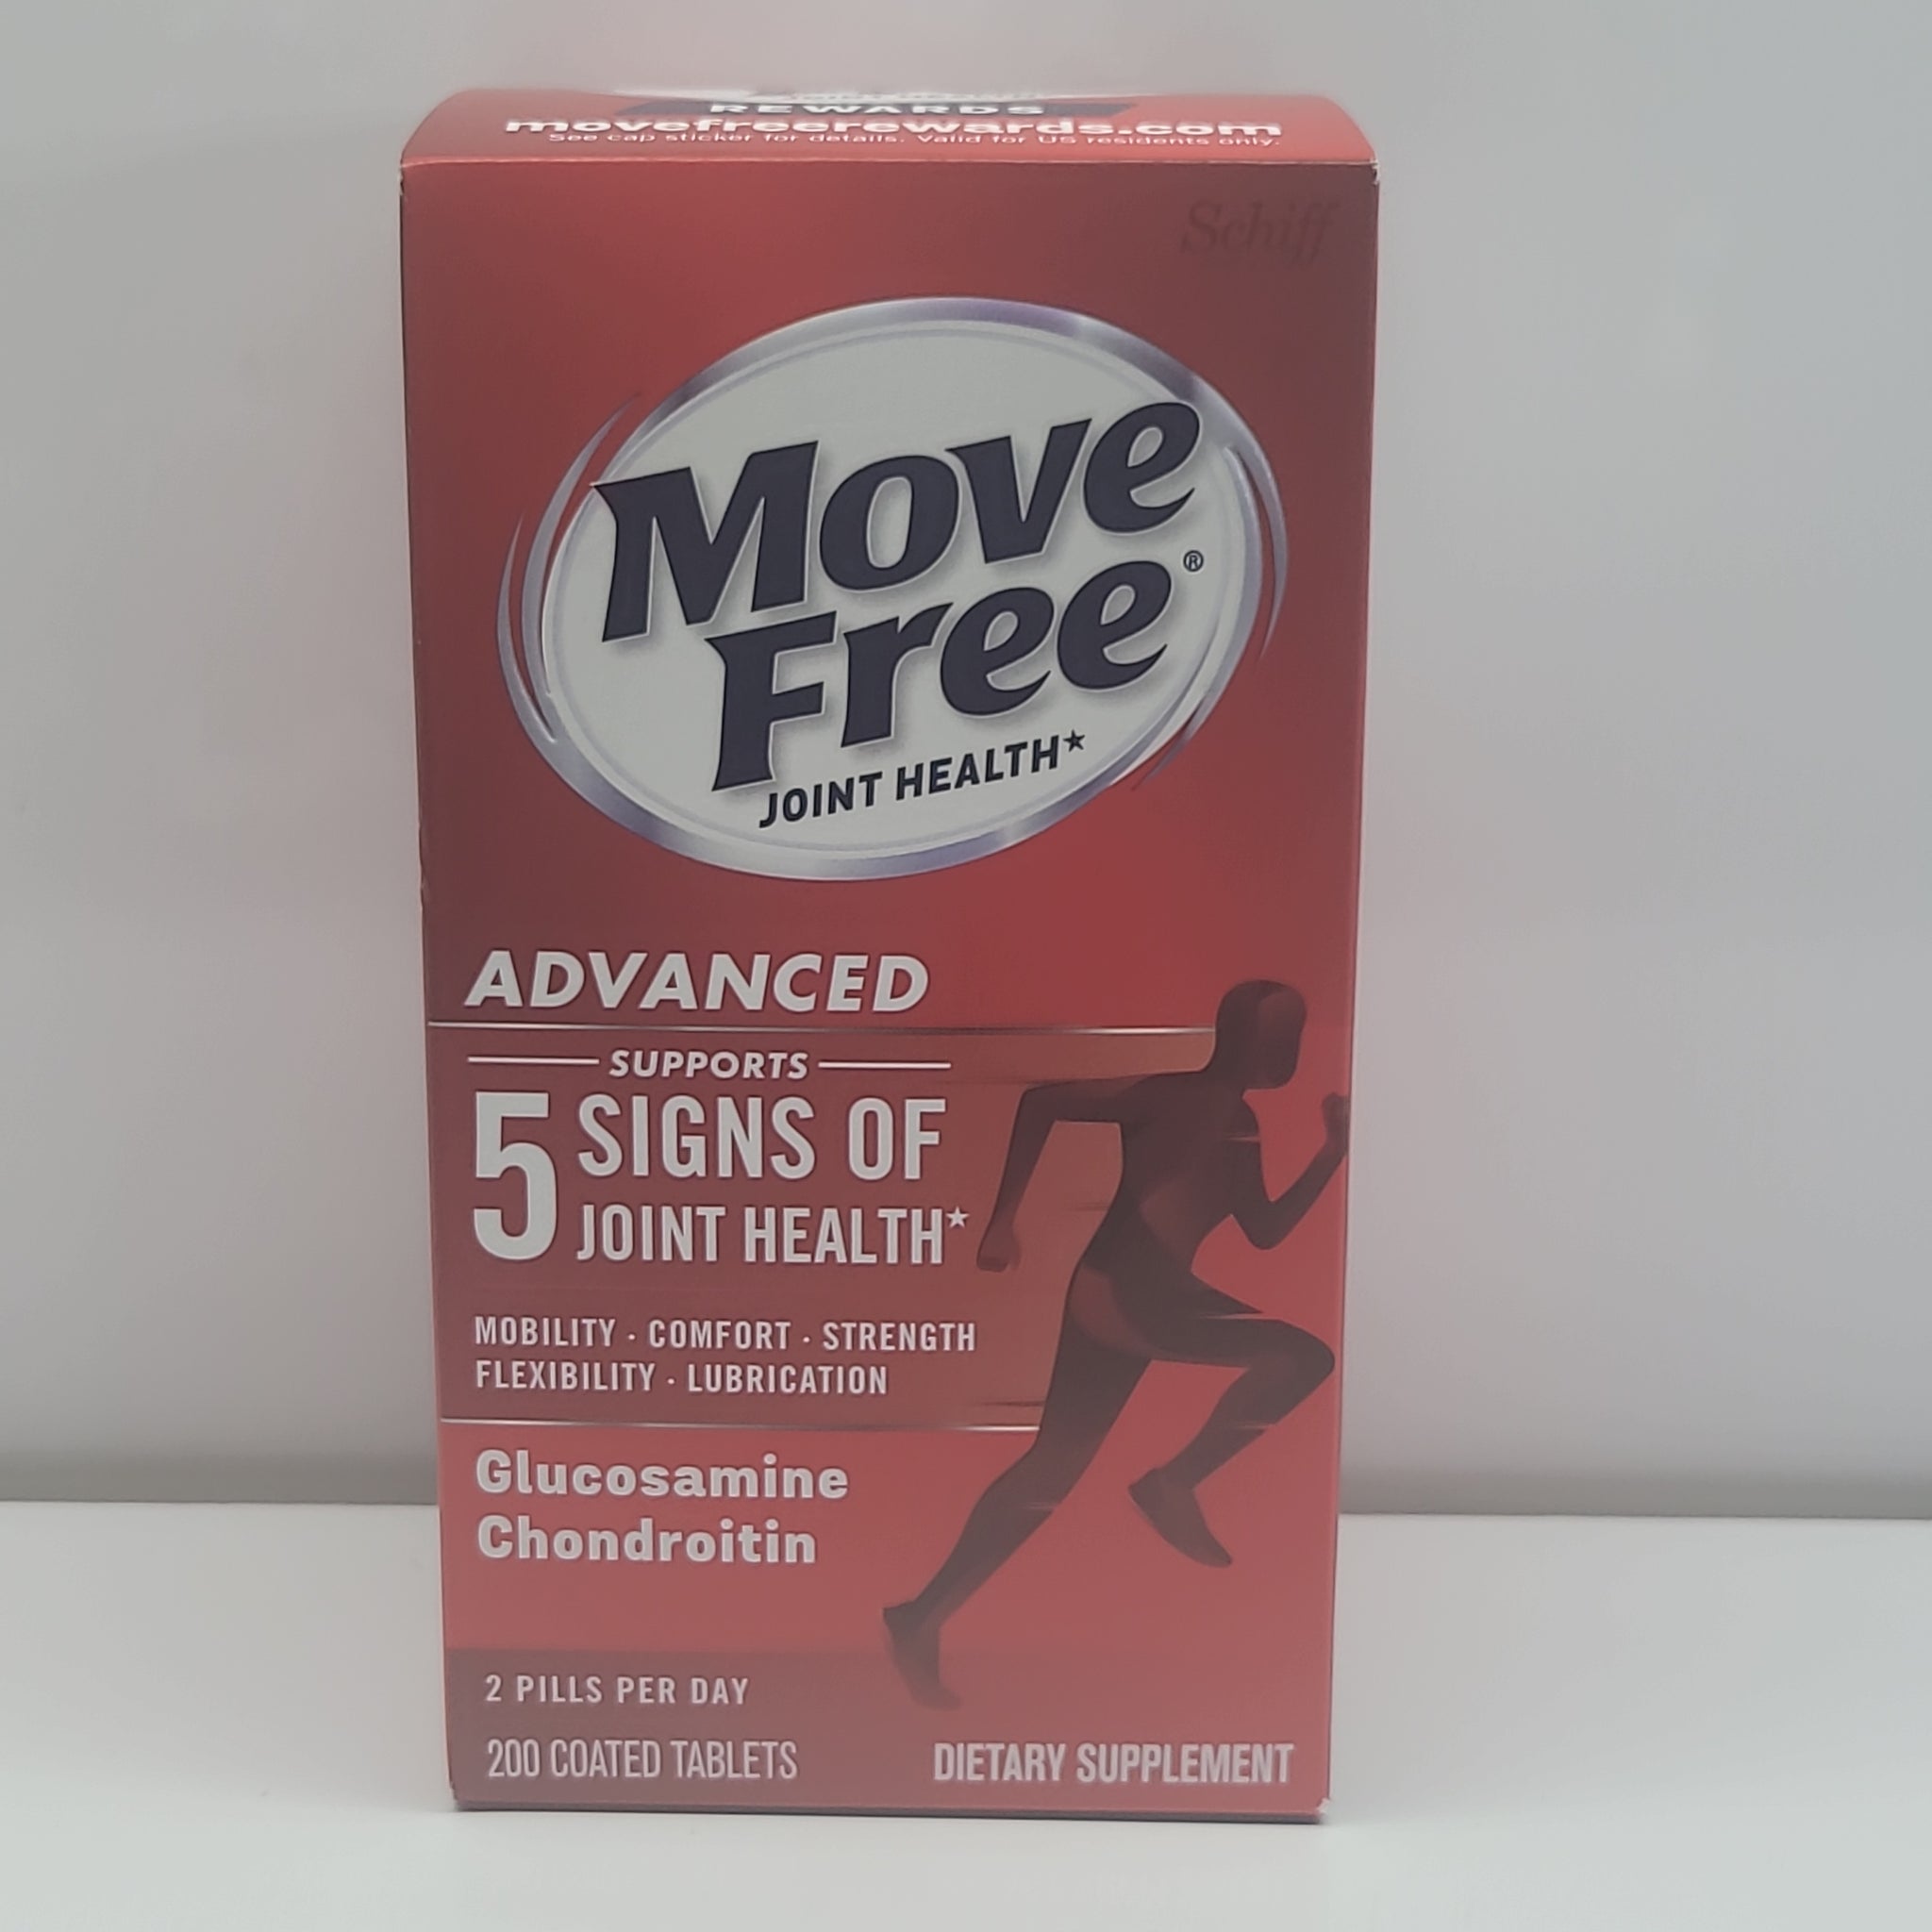 REWARDS
movefreerewards.com
See cap sticker for details. Valid for US residents only.
Schiff
Move
Free®
JOINT HEALTH*
ADVANCED
SUPPORTS
5 SIGNS OF
JOINT HEALTH*
MOBILITY · COMFORT · STRENGTH
FLEXIBILITY · LUBRICATION
Glucosamine
Chondroitin
2 PILLS PER DAY
200 COATED TABLETS
DIETARY SUPPLEMENT